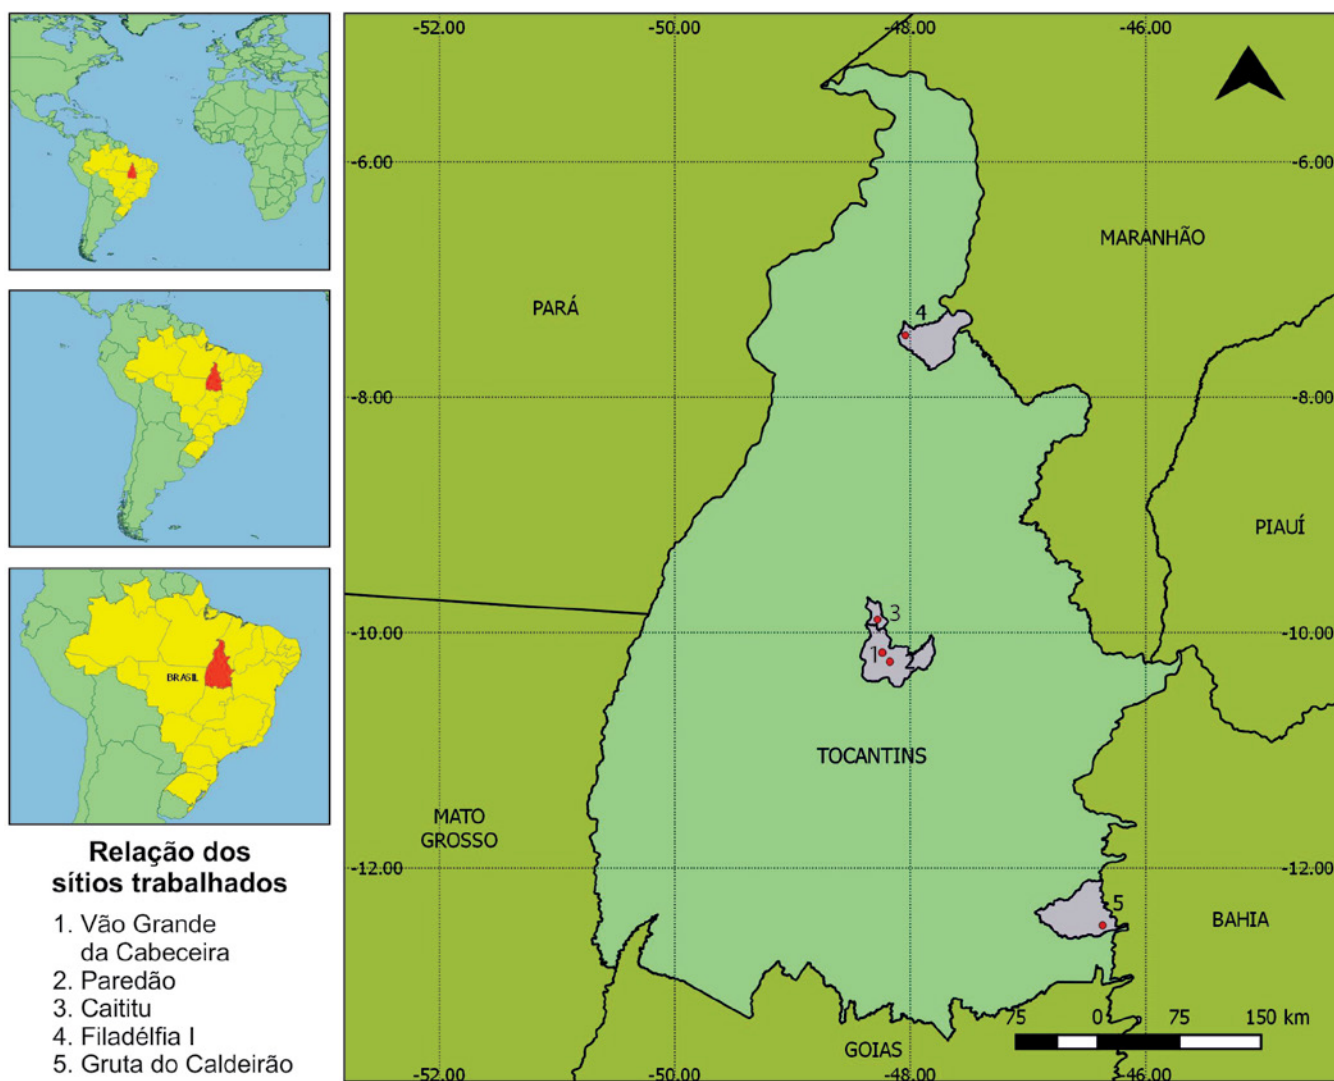 -52.00 -50.00 -48.00 -46.00
-6.00 -6.00
MARANHÃO
PARÁ
4
-8.00 -8.00
PIAUÍ
3
-10.00 -10.00
1
BRASIL
TOCANTINS
MATO
GROSSO
-12.00 -12.00
5
BAHIA
75 0 75 150 km
GOIAS
-52.00 -50.00 -48.00 -46.00
Relação dos
sítios trabalhados
1. Vão Grande
da Cabeceira
2. Paredão
3. Caititu
4. Filadélfia I
5. Gruta do Caldeirão